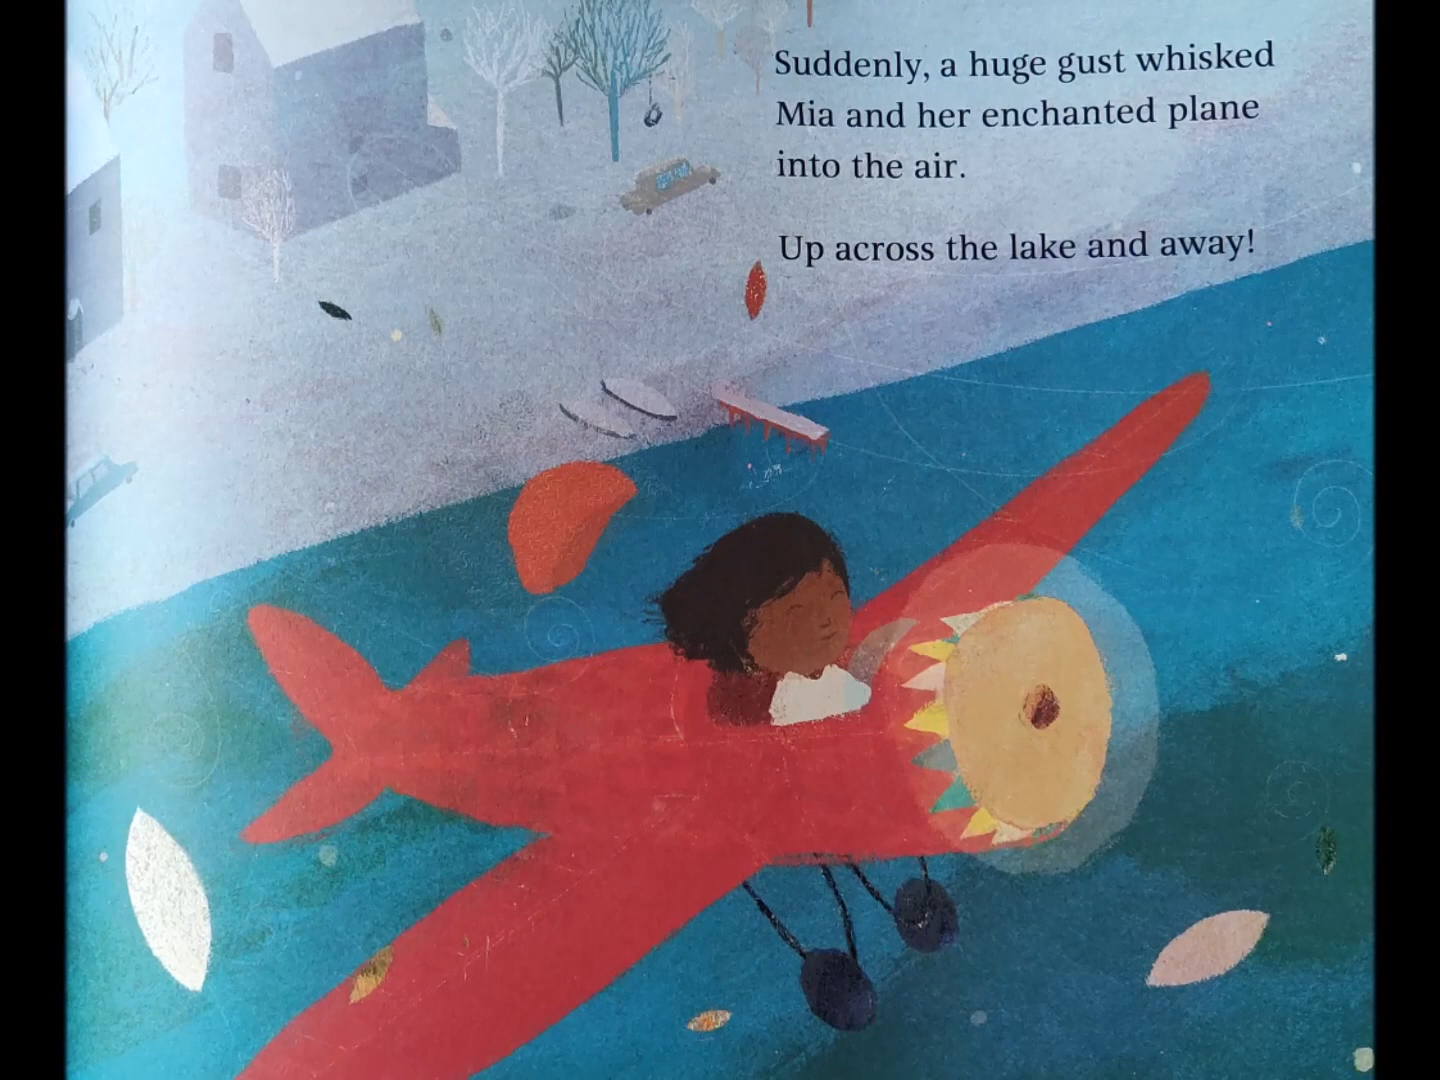 Suddenly, a huge gust whisked
Mia and her enchanted plane
into the air.
Up across the lake and away!